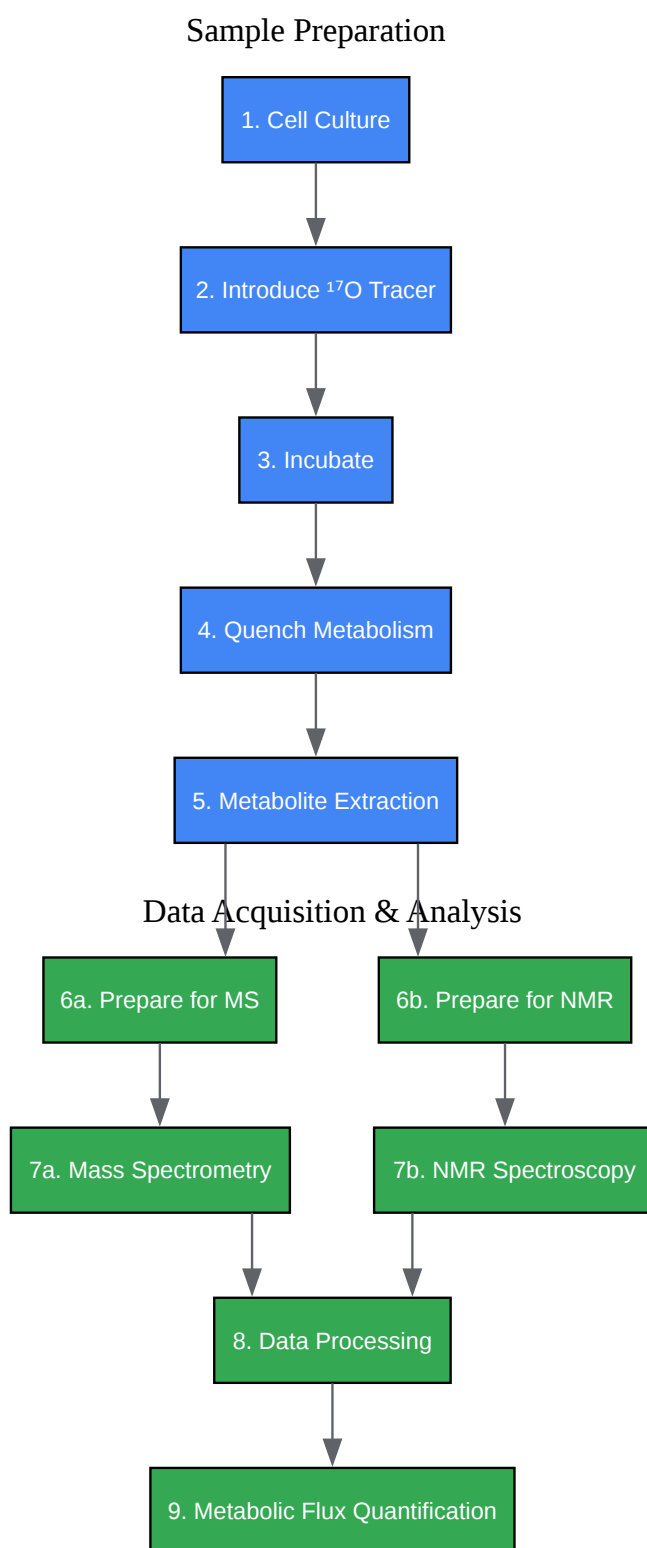 Sample Preparation
1. Cell Culture
2. Introduce ¹⁷O Tracer
3. Incubate
4. Quench Metabolism
5. Metabolite Extraction
Data Acquisition & Analysis
6a. Prepare for MS
6b. Prepare for NMR
7a. Mass Spectrometry
7b. NMR Spectroscopy
8. Data Processing
9. Metabolic Flux Quantification